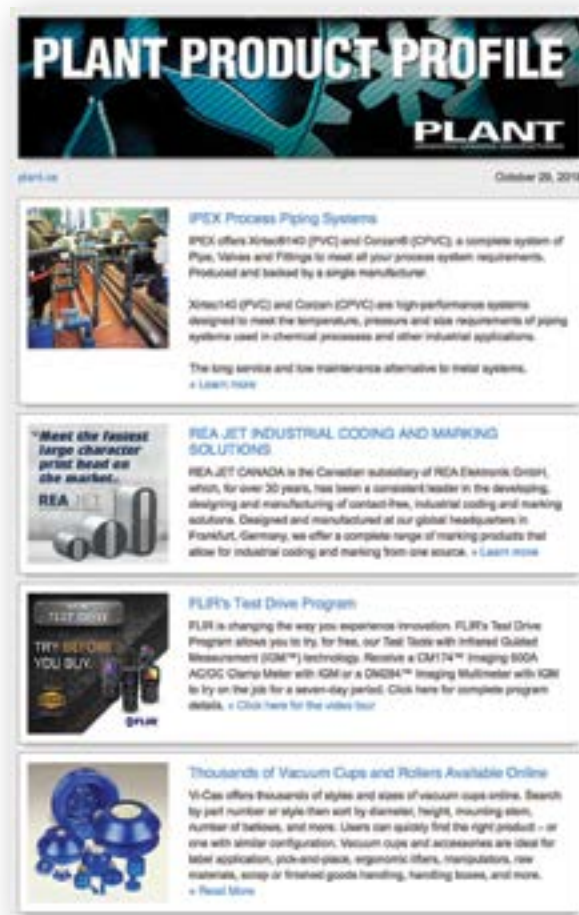 PLANT PRODUCT PROFILE
PLANT
plant.ca
October 29,
IPEX Process Piping Systems
IPEX offers Xirtec®140 (PVC) and Corzan® (CPVC); a complete system of
Pipe, Valves and Fittings to meet all your process system requirements.
Produced and backed by a single manufacturer.
Xirtec140 (PVC) and Corzan (CPVC) are high-performance systems
designed to meet the temperature, pressure and size requirements of piping
systems used in chemical processes and other industrial applications.
The long service and low maintenance alternative to metal systems.
» Learn more
"Meet the fastest
large character
print head on
the market.
REA JET
REA JET INDUSTRIAL CODING AND MARKING
SOLUTIONS
REA JET CANADA is the Canadian subsidiary of REA Elektronik GmbH,
which, for over 30 years, has been a consistent leader in the developing,
designing and manufacturing of contact-free, industrial coding and marking
solutions. Designed and manufactured at our global headquarters in
Frankfurt, Germany, we offer a complete range of marking products that
allow for industrial coding and marking from one source. » Learn more
TEST DRIVE
TRY BEFORE
YOU BUY.
FLIR
FLIR's Test Drive Program
FLIR is changing the way you experience innovation. FLIR's Test Drive
Program allows you to try, for free, our Test Tools with Infrared Guided
Measurement (IGM™) technology. Receive a CM174™ Imaging 600A
AC/DC Clamp Meter with IGM or a DM284™ Imaging Multimeter with IGM
to try on the job for a seven-day period. Click here for complete program
details. » Click here for the video tour
Thousands of Vacuum Cups and Rollers Available Online
Vi-Cas offers thousands of styles and sizes of vacuum cups online. Search
by part number or style then sort by diameter, height, mounting stem,
number of bellows, and more. Users can quickly find the right product – or
one with similar configuration. Vacuum cups and accessories are ideal for
label application, pick-and-place, ergonomic lifters, manipulators, raw
materials, scrap or finished goods handling, handling boxes, and more.
» Read More